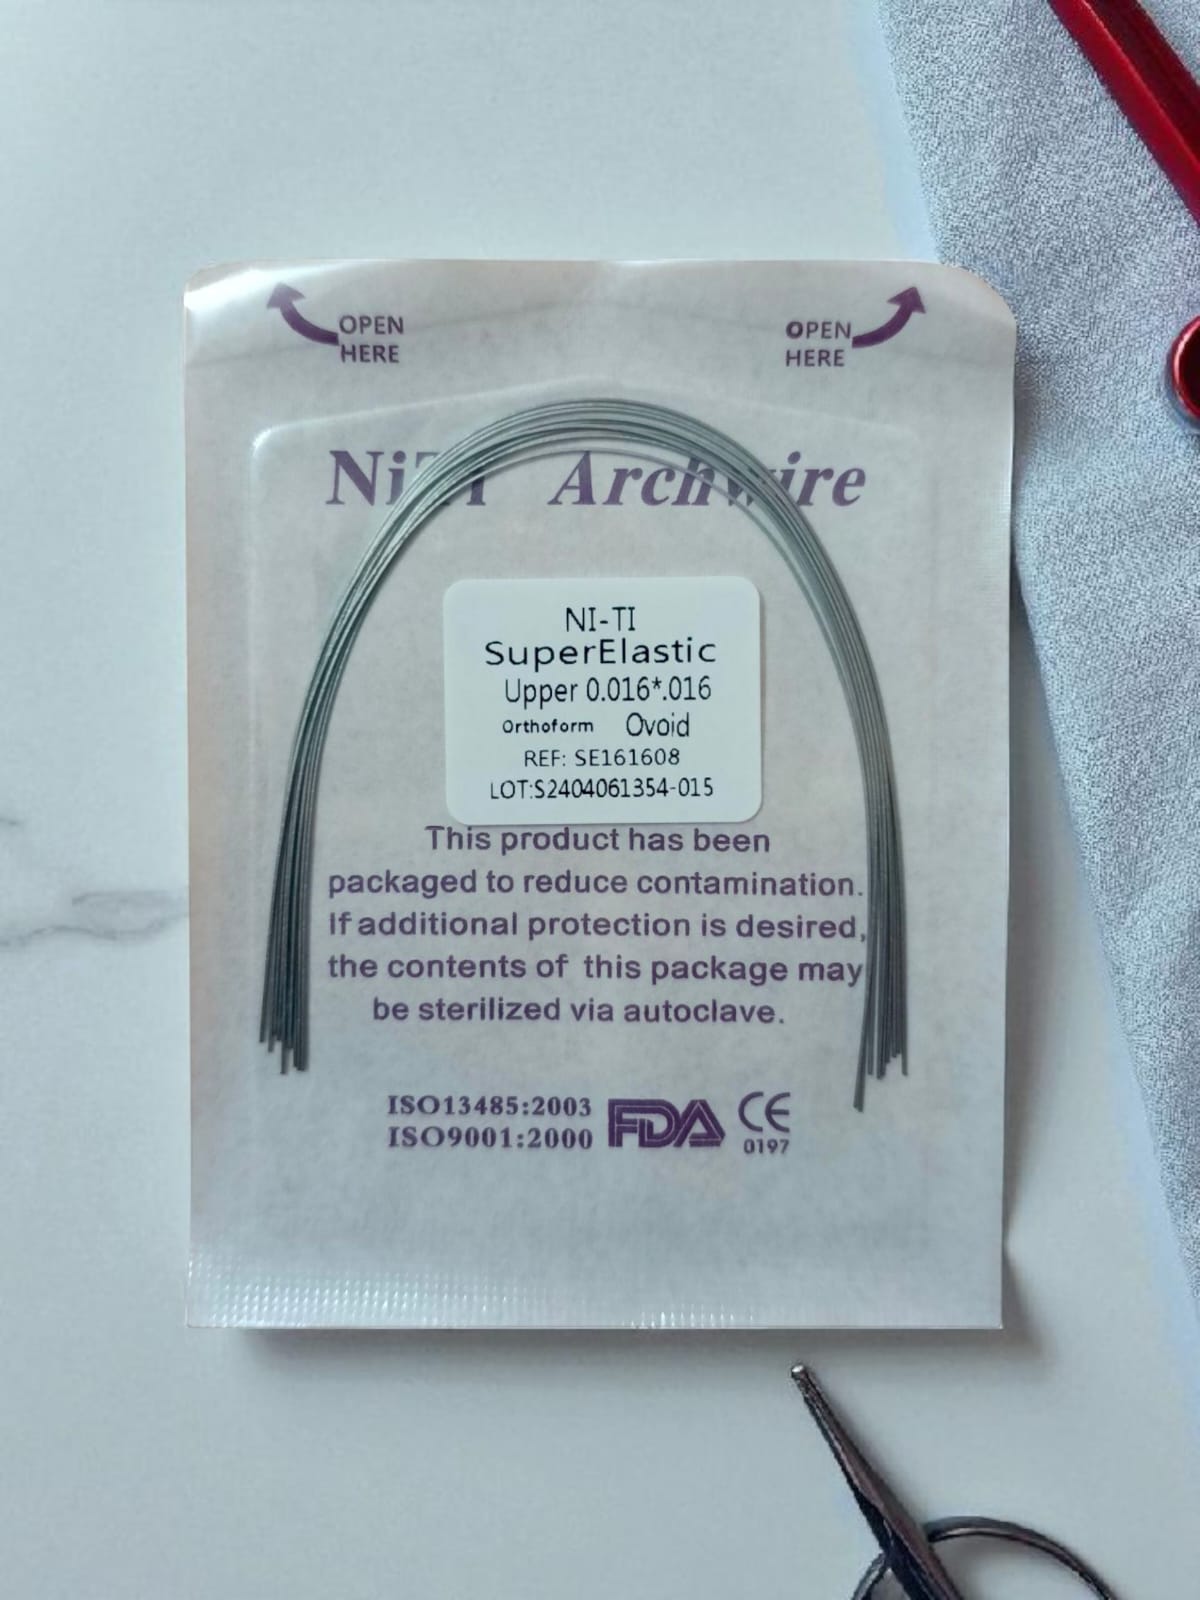 OPEN
HERE
OPEN
HERE
NiTi Archwire
NI-TI
SuperElastic
Upper 0.016*.016
Orthoform Ovoid
REF: SE161608
LOT:S2404061354-015
This product has been
packaged to reduce contamination.
If additional protection is desired,
the contents of this package may
be sterilized via autoclave.
ISO13485:2003
ISO9001:2000
FDA
CE
0197